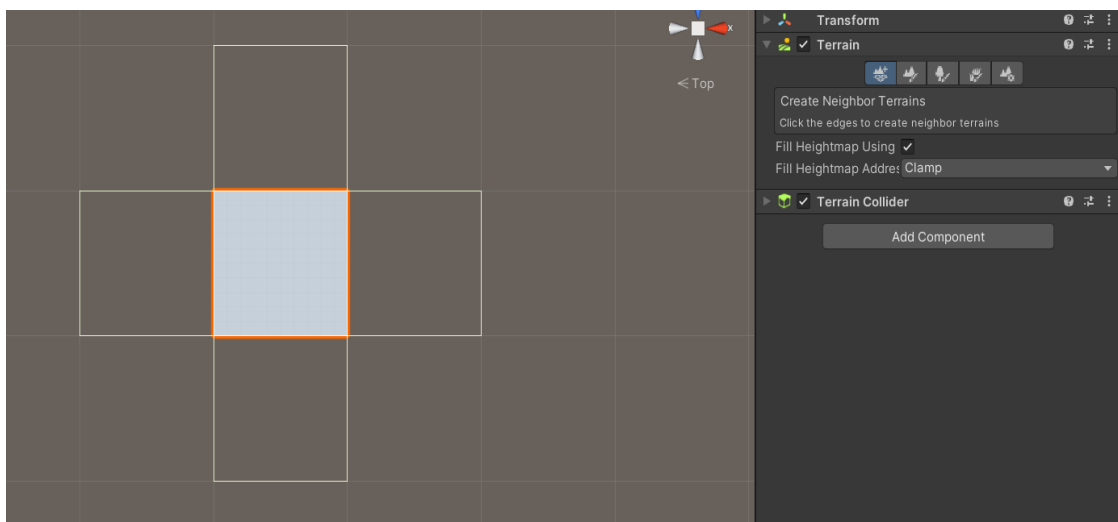 x
< Top
Transform
Terrain
Create Neighbor Terrains
Click the edges to create neighbor terrains
Fill Heightmap Using
Fill Heightmap Addres
Clamp
Terrain Collider
Add Component